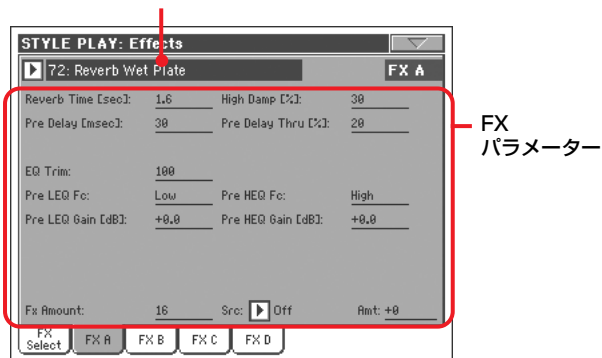 STYLE PLAY: Effects
72: Reverb Wet Plate FX A
Reverb Time [sec]: 1.6 High Damp [%]: 30
Pre Delay [msec]: 30 Pre Delay Thru [%]: 20
EQ Trim: 100
Pre LEQ Fc: Low Pre HEQ Fc: High
Pre LEQ Gain [dB]: +0.0 Pre HEQ Gain [dB]: +0.0
Fx Amount: 16 Src: Off Amt: +0
FX Select FX A FX B FX C FX D
FX
パラメーター